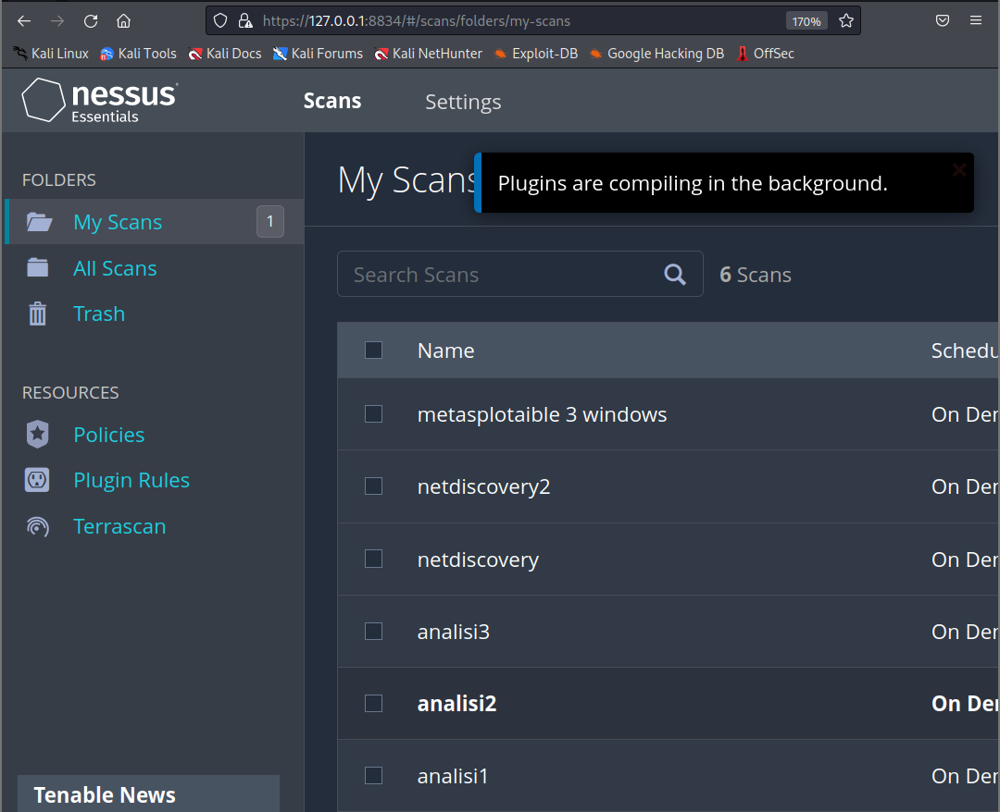 https://127.0.0.1:8834/#/scans/folders/my-scans 170%
Kali Linux Kali Tools Kali Docs Kali Forums Kali NetHunter Exploit-DB Google Hacking DB OffSec
nessus
Essentials
Scans Settings
FOLDERS
My Scans 1
All Scans
Trash
RESOURCES
Policies
Plugin Rules
Terrascan
Tenable News
My Scans
Plugins are compiling in the background.
Search Scans 6 Scans
Name Schedu
metasplotaible 3 windows On Der
netdiscovery2 On Der
netdiscovery On Der
analisi3 On Der
analisi2 On Der
analisi1 On Der